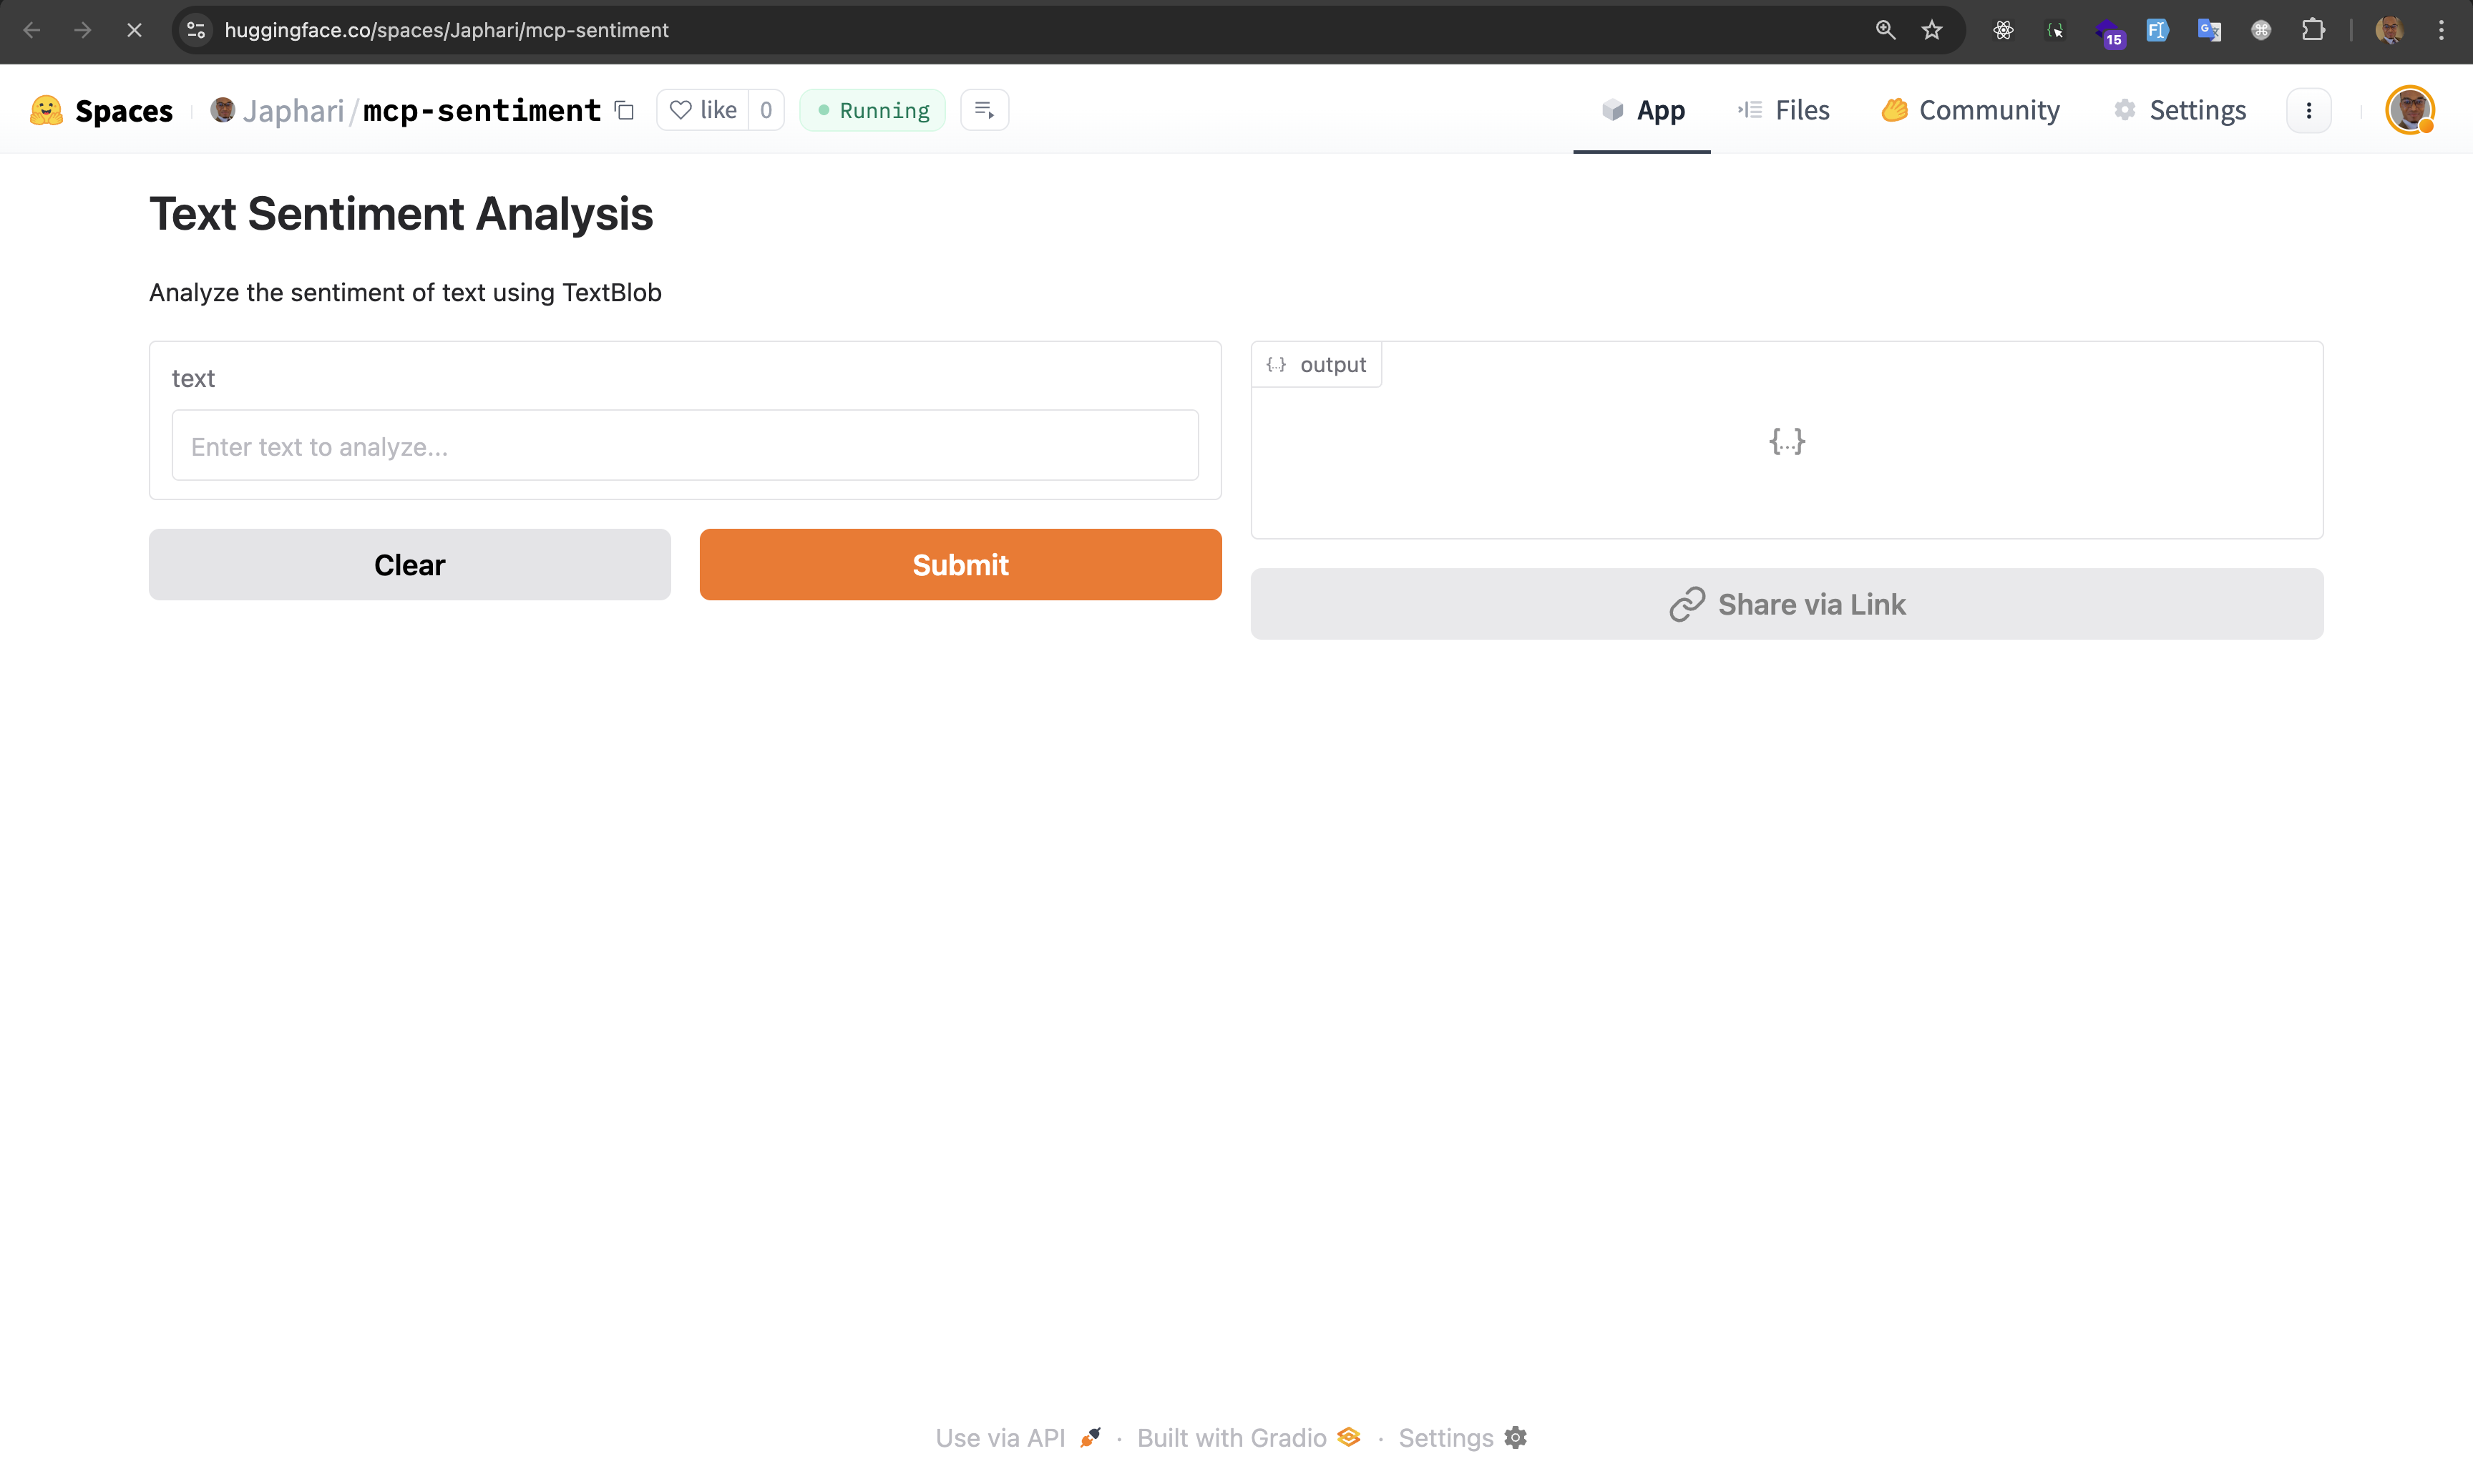 huggingface.co/spaces/Japhari/mcp-sentiment
15
Spaces Japhari/mcp-sentiment like 0 Running App Files Community Settings
Text Sentiment Analysis
Analyze the sentiment of text using TextBlob
text
Enter text to analyze...
Clear Submit
{...} output
{...}
Share via Link
Use via API · Built with Gradio · Settings